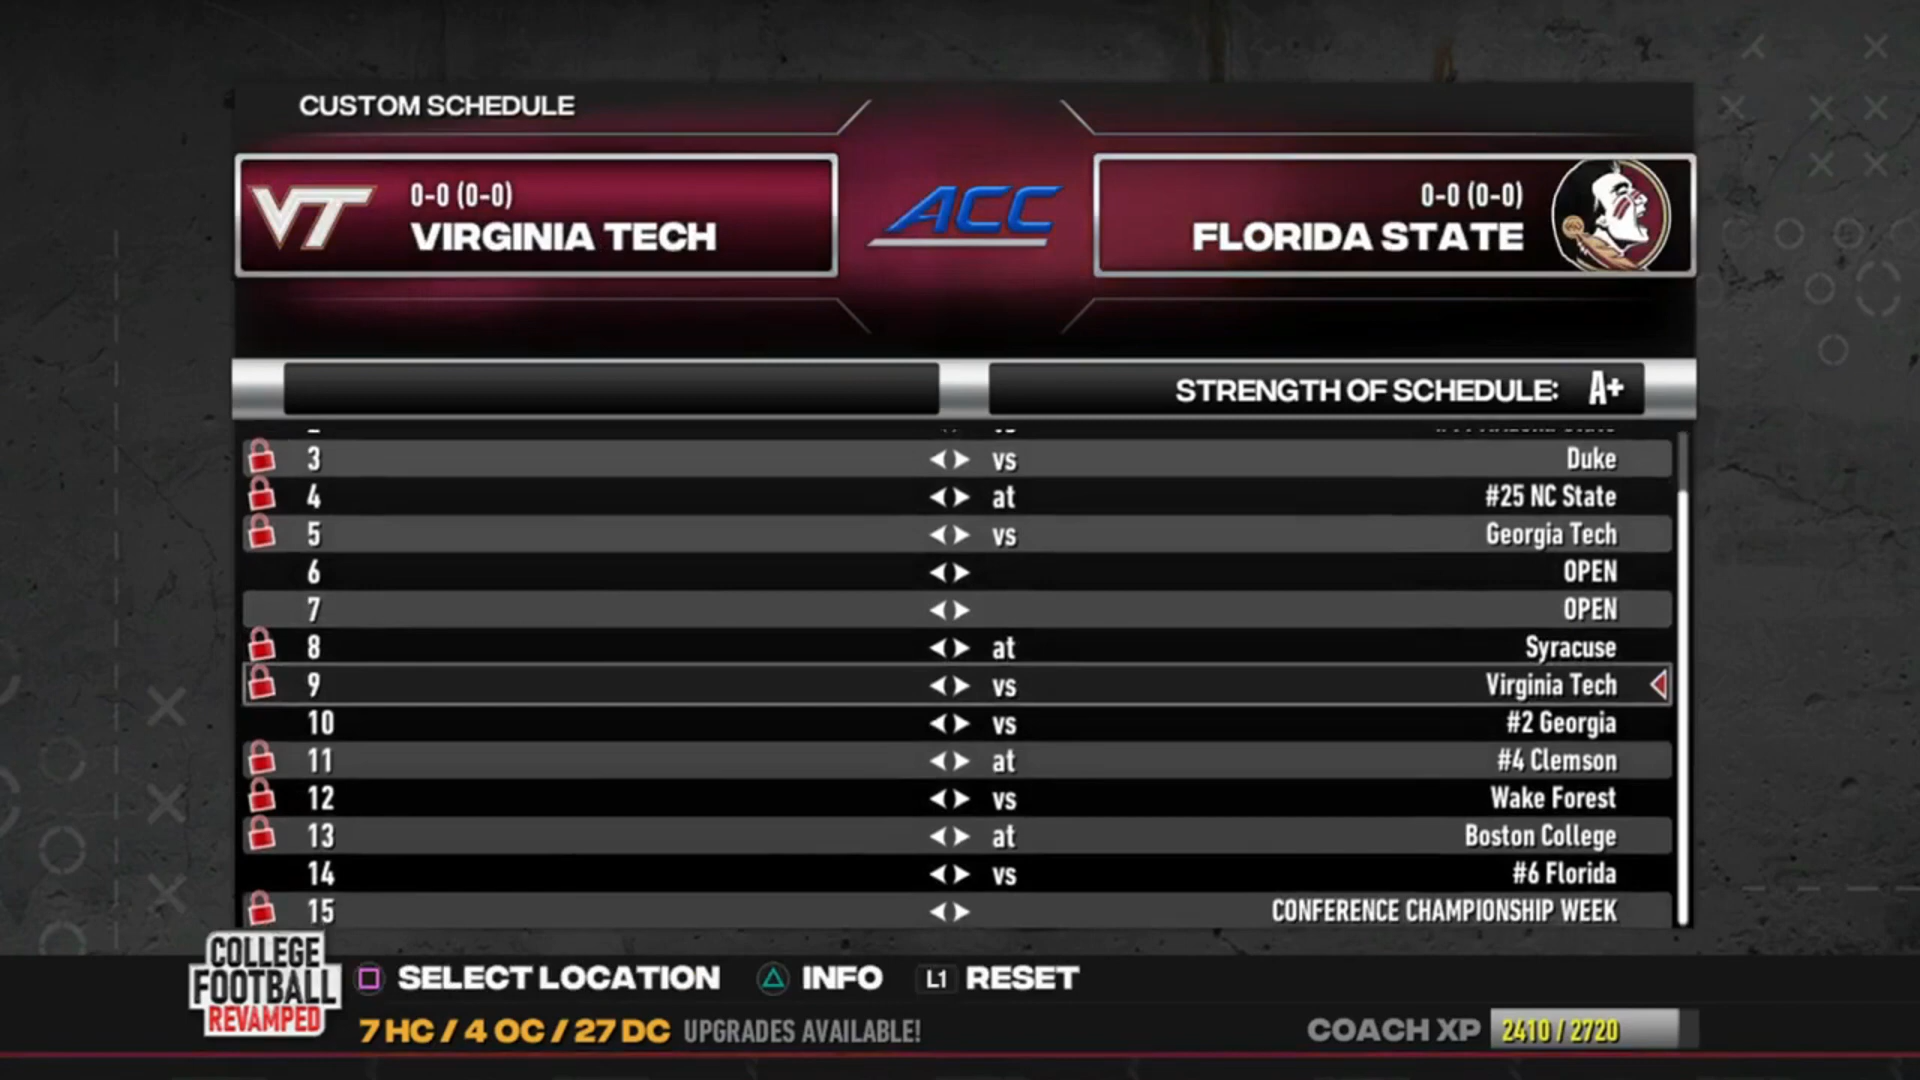 CUSTOM SCHEDULE
VT 0-0 (0-0)
VIRGINIA TECH
ACC
0-0 (0-0)
FLORIDA STATE
STRENGTH OF SCHEDULE: A+
3 vs Duke
4 at #25 NC State
5 vs Georgia Tech
6 OPEN
7 OPEN
8 at Syracuse
9 vs Virginia Tech
10 vs #2 Georgia
11 at #4 Clemson
12 vs Wake Forest
13 at Boston College
14 vs #6 Florida
15 CONFERENCE CHAMPIONSHIP WEEK
COLLEGE
FOOTBALL
REVAMPED
SELECT LOCATION INFO L1 RESET
7 HC / 4 OC / 27 DC UPGRADES AVAILABLE!
COACH XP 2410 / 2720